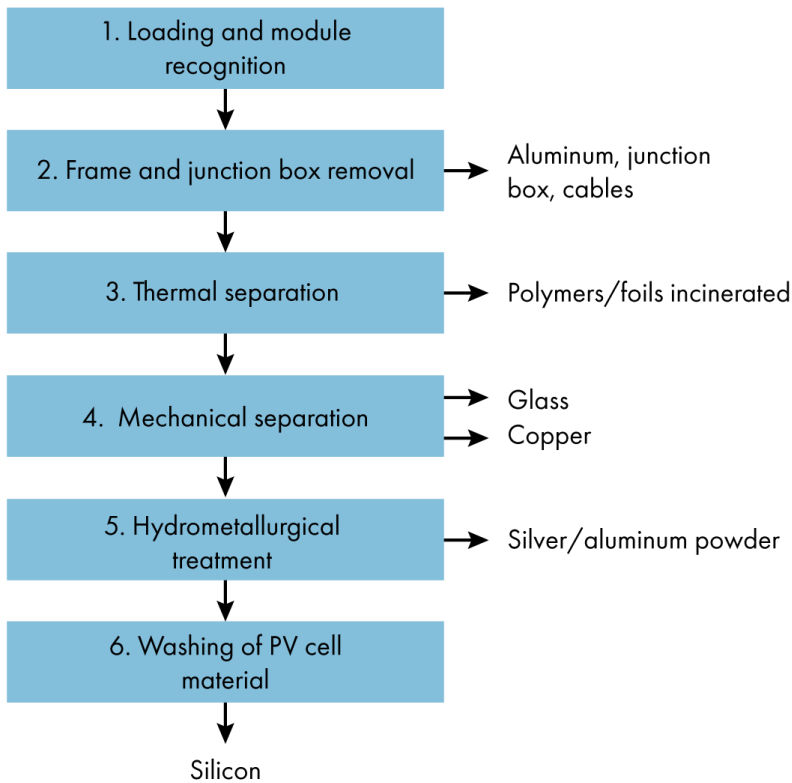 1. Loading and module
recognition
2. Frame and junction box removal
Aluminum, junction
box, cables
3. Thermal separation
Polymers/foils incinerated
4. Mechanical separation
Glass
Copper
5. Hydrometallurgical
treatment
Silver/aluminum powder
6. Washing of PV cell
material
Silicon